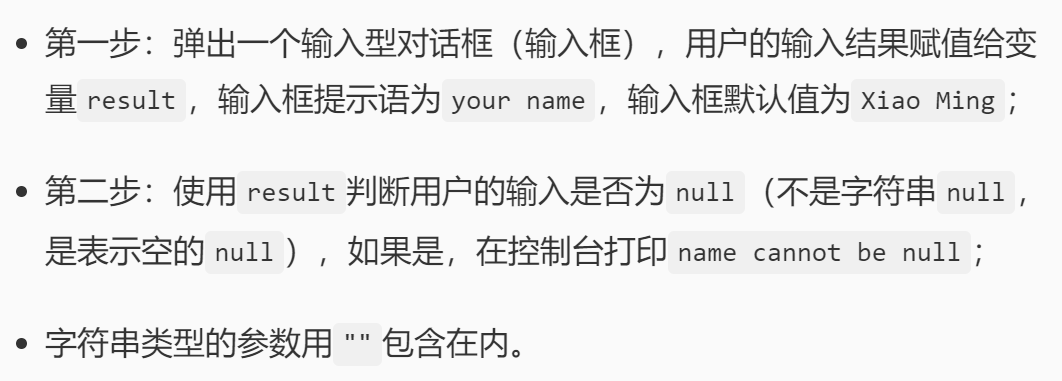 • 第一步：弹出一个输入型对话框（输入框），用户的输入结果赋值给变
量 result ，输入框提示语为 your name ，输入框默认值为 Xiao Ming ；
• 第二步：使用 result 判断用户的输入是否为 null （不是字符串 null ，
是表示空的 null ），如果是，在控制台打印 name cannot be null ；
• 字符串类型的参数用 "" 包含在内。